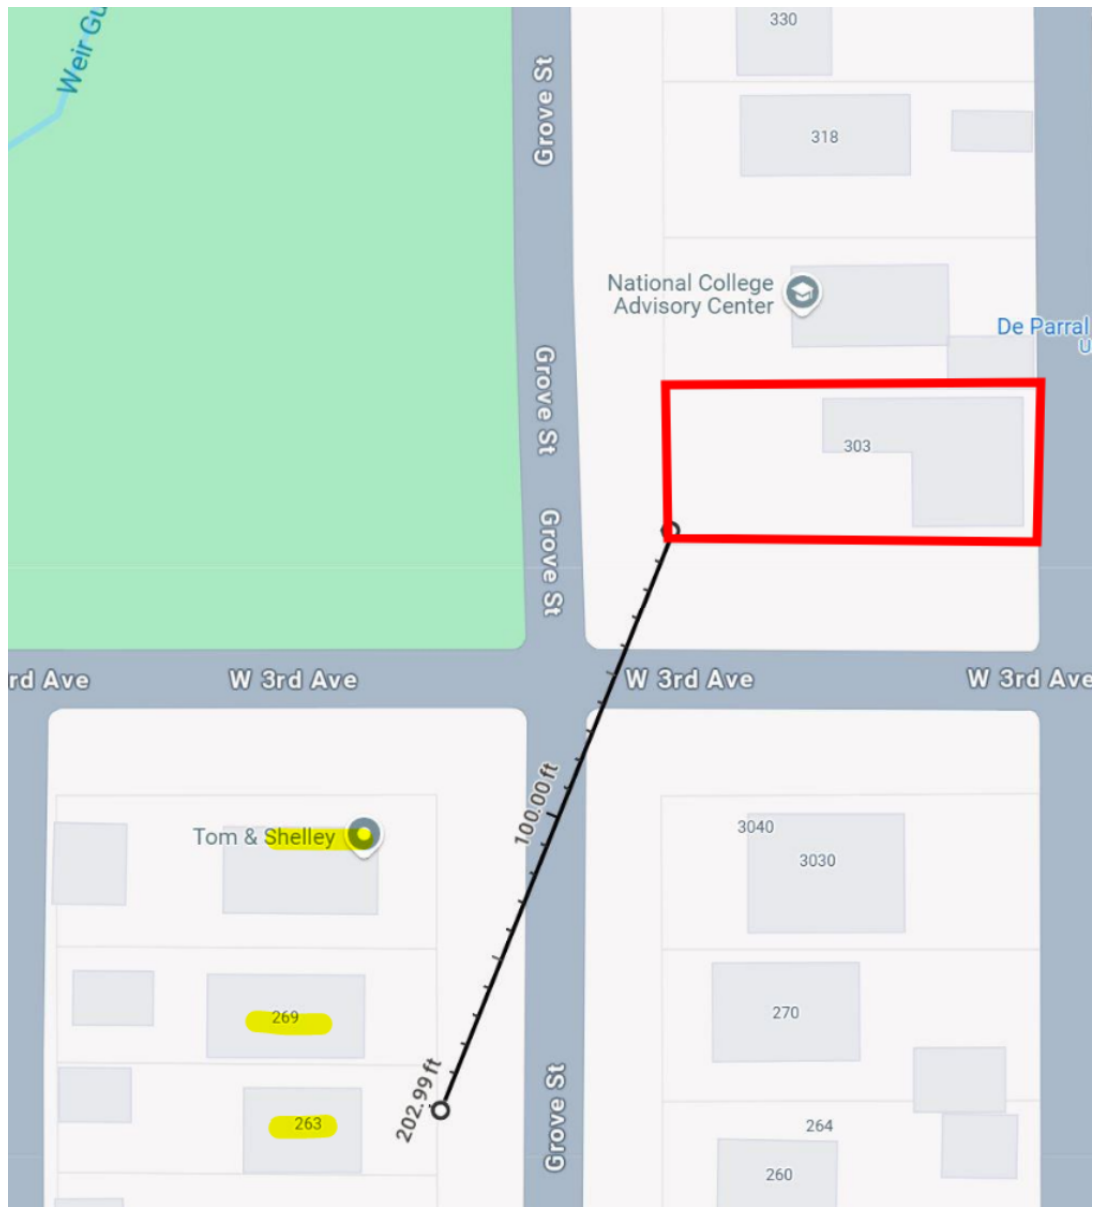 Weir Gu
330
Grove St
318
National College
Advisory Center
De Parral
U
Grove St
303
Grove St
rd Ave
W 3rd Ave
W 3rd Ave
W 3rd Ave
100.00 ft
Tom & Shelley
3040
3030
269
270
202.99 ft
Grove St
263
264
260